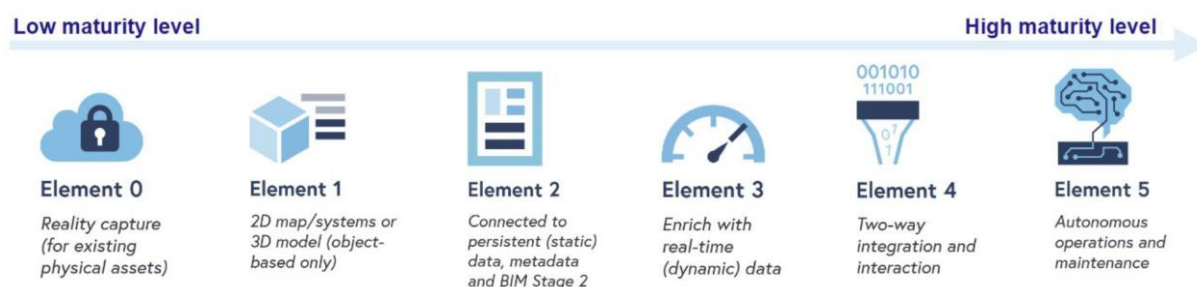 Low maturity level
High maturity level
001010
111001
07
1
Element 0
Reality capture
(for existing
physical assets)
Element 1
2D map/systems or
3D model (object-
based only)
Element 2
Connected to
persistent (static)
data, metadata
and BIM Stage 2
Element 3
Enrich with
real-time
(dynamic) data
Element 4
Two-way
integration and
interaction
Element 5
Autonomous
operations and
maintenance